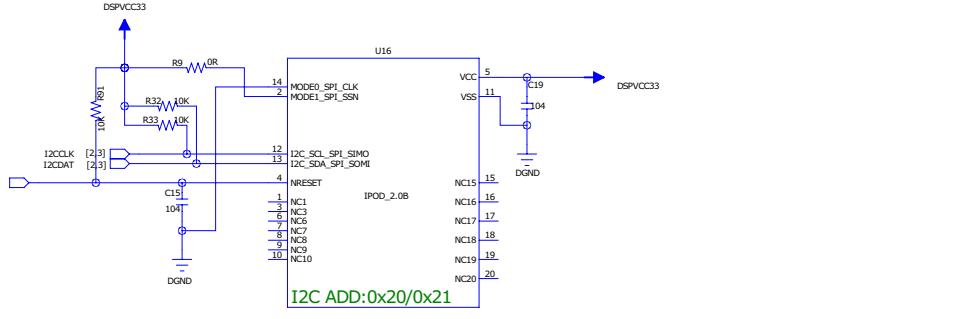 DSPVCC33
U16
R9 0R
14 MODE0_SPI_CLK
2 MODE1_SPI_SSN
VCC 5
C19
DSPVCC33
VSS 11
104
R91
10K
R32 10K
R33 10K
I2CCLK [2,3]
I2CDAT [2,3]
12 I2C_SCL_SPI_SIMO
13 I2C_SDA_SPI_SOMI
DGND
4 NRESET
IPOD_2.0B
C15
104
1 NC1
3 NC3
6 NC6
7 NC7
8 NC8
9 NC9
10 NC10
NC15 15
NC16 16
NC17 17
NC18 18
NC19 19
NC20 20
DGND
I2C ADD:0x20/0x21